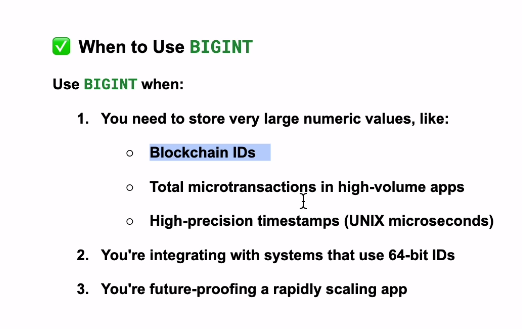 ✅ When to Use BIGINT
Use BIGINT when:
1. You need to store very large numeric values, like:
○ Blockchain IDs
○ Total microtransactions in high-volume apps
○ High-precision timestamps (UNIX microseconds)
2. You're integrating with systems that use 64-bit IDs
3. You're future-proofing a rapidly scaling app